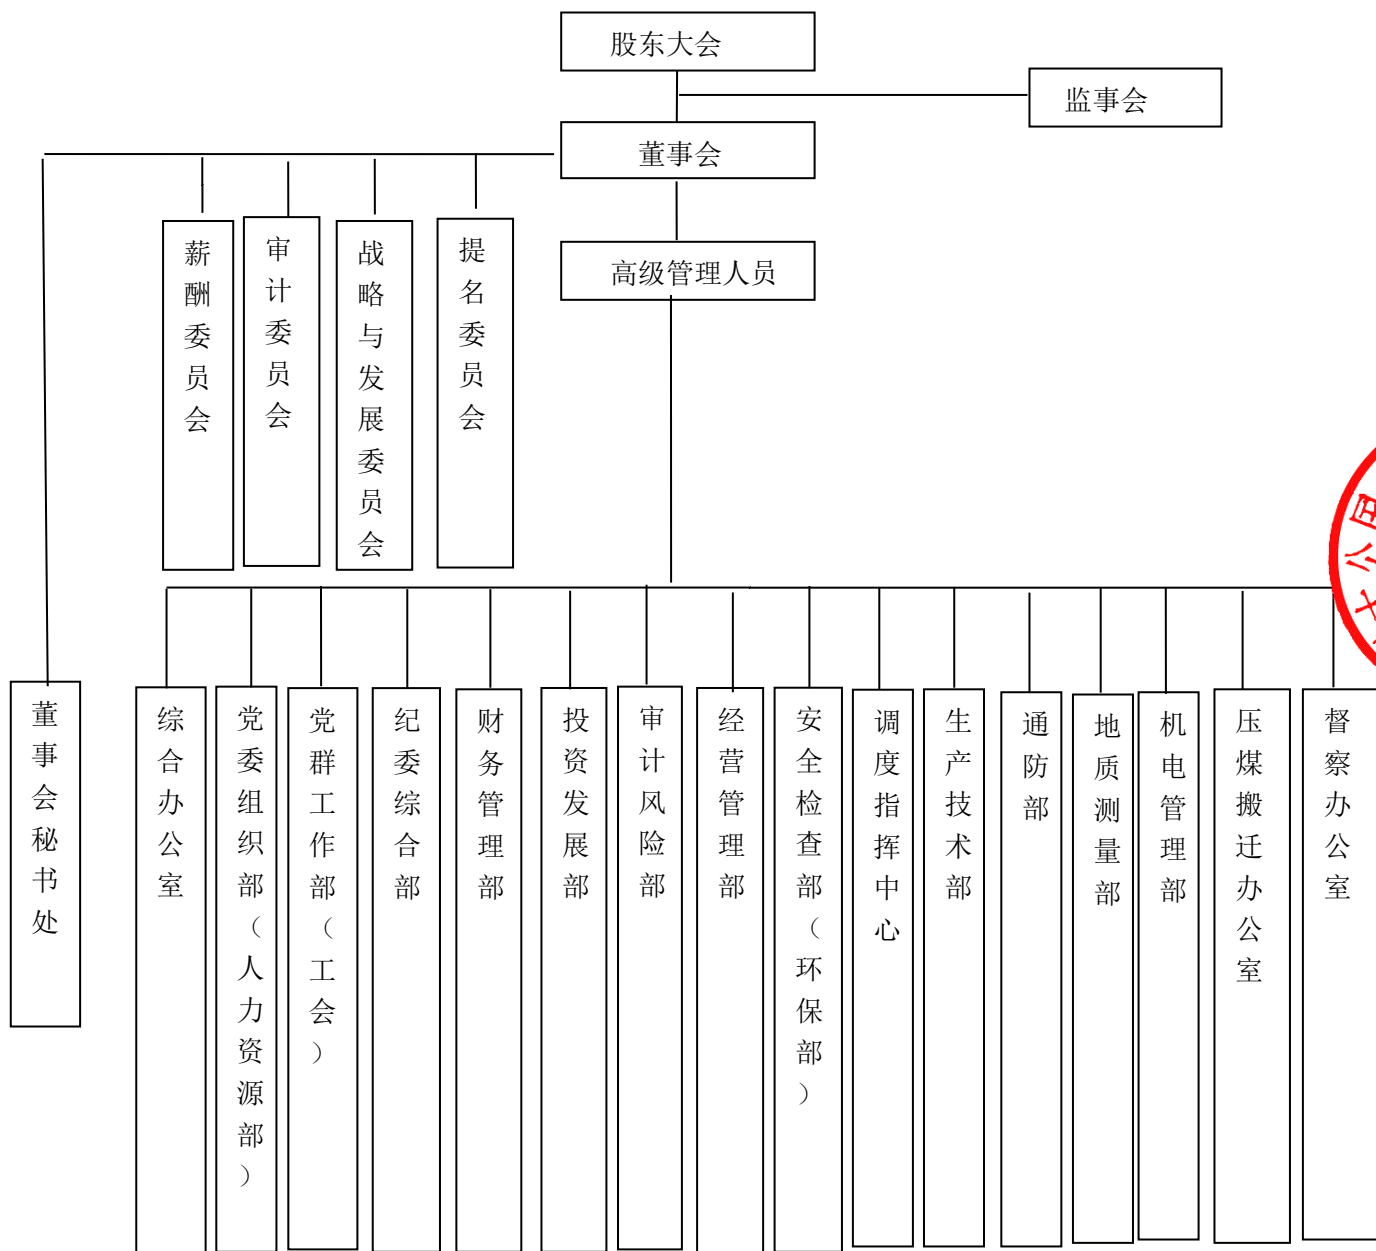 股东大会
监事会
董事会
高级管理人员
薪酬委员会
审计委员会
战略与发展委员会
提名委员会
董事会秘书处
综合办公室
党委组织部（人力资源部）
党群工作部（工会）
纪委综合部
财务管理部
投资发展部
审计风险部
经营管理部
安全检查部（环保部）
调度指挥中心
生产技术部
通防部
地质测量部
机电管理部
压煤搬迁办公室
督察办公室